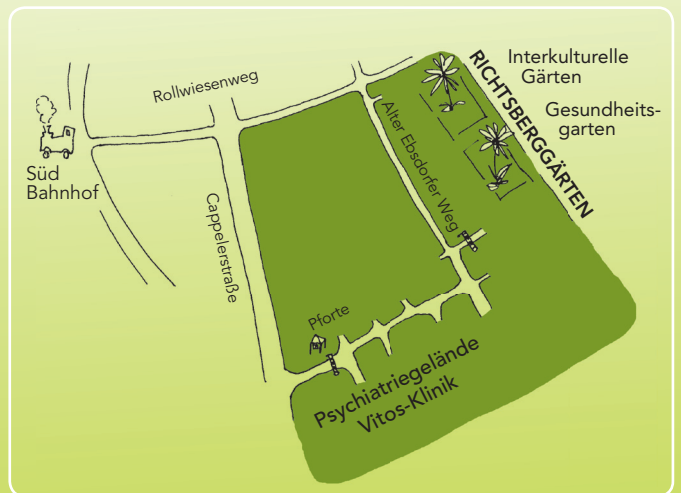 Rollwiesenweg
Süd
Bahnhof
Cappelerstraße
Alter Ebsdorfer Weg
RICHTSBERGGÄRTEN
Interkulturelle
Gärten
Gesundheits-
garten
Pforte
Psychiatriegelände
Vitos-Klinik